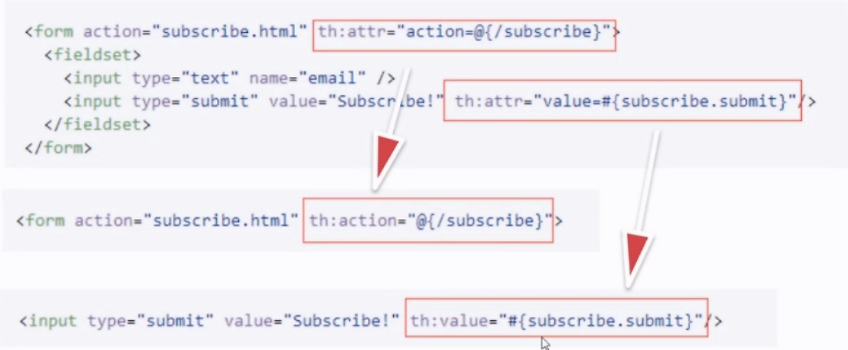 <form action="subscribe.html" th:attr="action=@{/subscribe}">
<fieldset>
<input type="text" name="email" />
<input type="submit" value="Subscribe!" th:attr="value=#{subscribe.submit}"/>
</fieldset>
</form>
<form action="subscribe.html" th:action="@{/subscribe}">
<input type="submit" value="Subscribe!" th:value="#{subscribe.submit}"/>